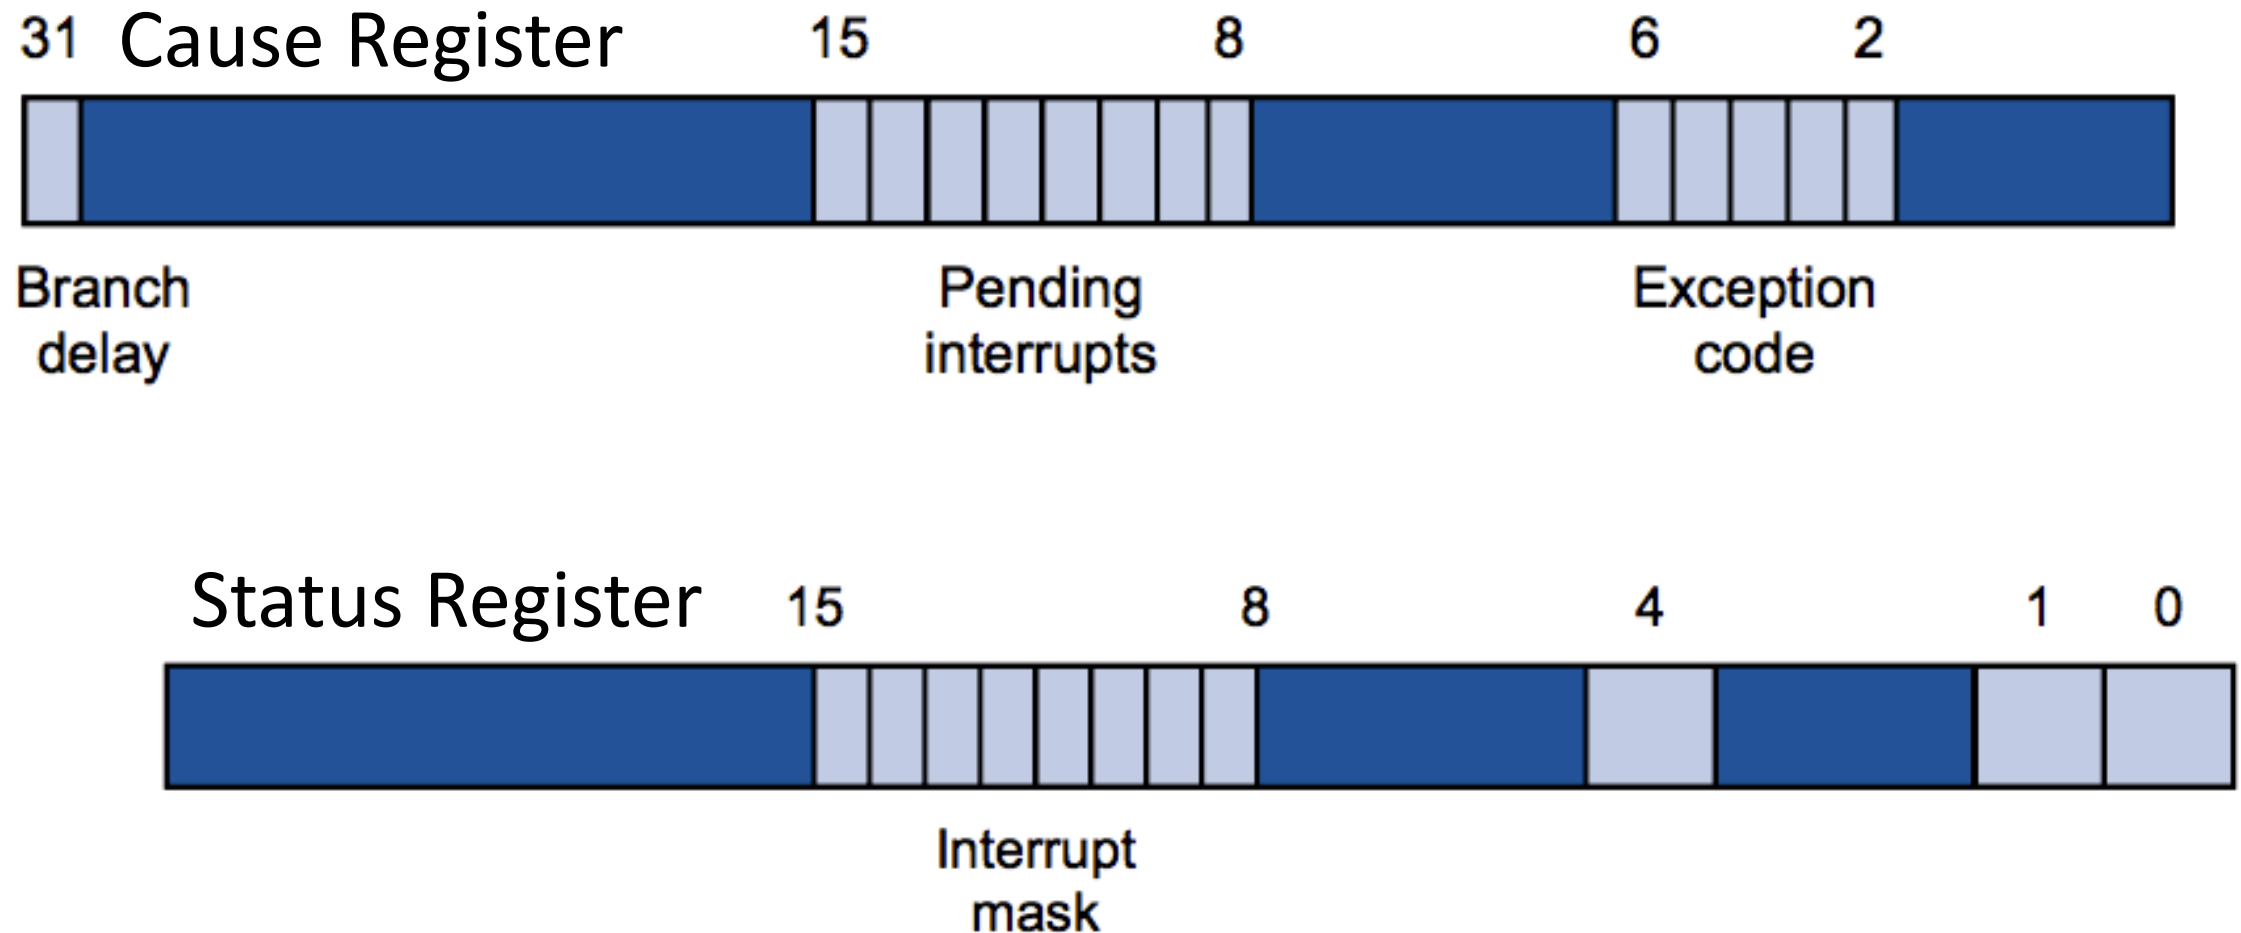 31 Cause Register 15 8 6 2
Branch
delay
Pending
interrupts
Exception
code
Status Register 15 8 4 1 0
Interrupt
mask